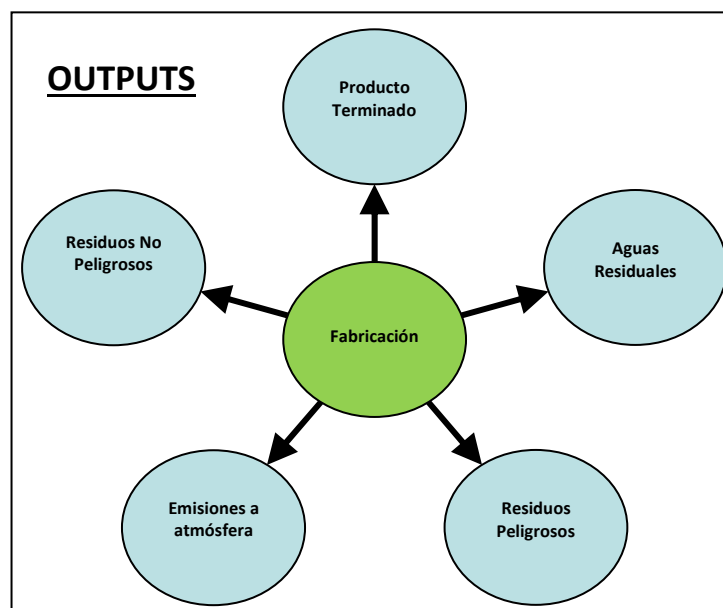 OUTPUTS
Producto
Terminado
Residuos No
Peligrosos
Aguas
Residuales
Fabricación
Emisiones a
atmósfera
Residuos
Peligrosos